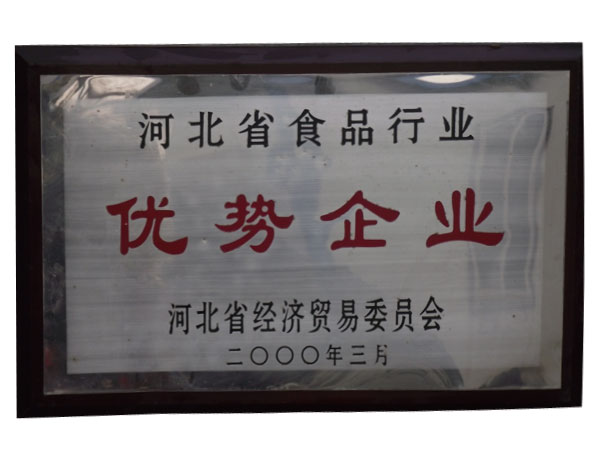 河北省食品行业
优势企业
河北省经济贸易委员会
二〇〇〇年三月